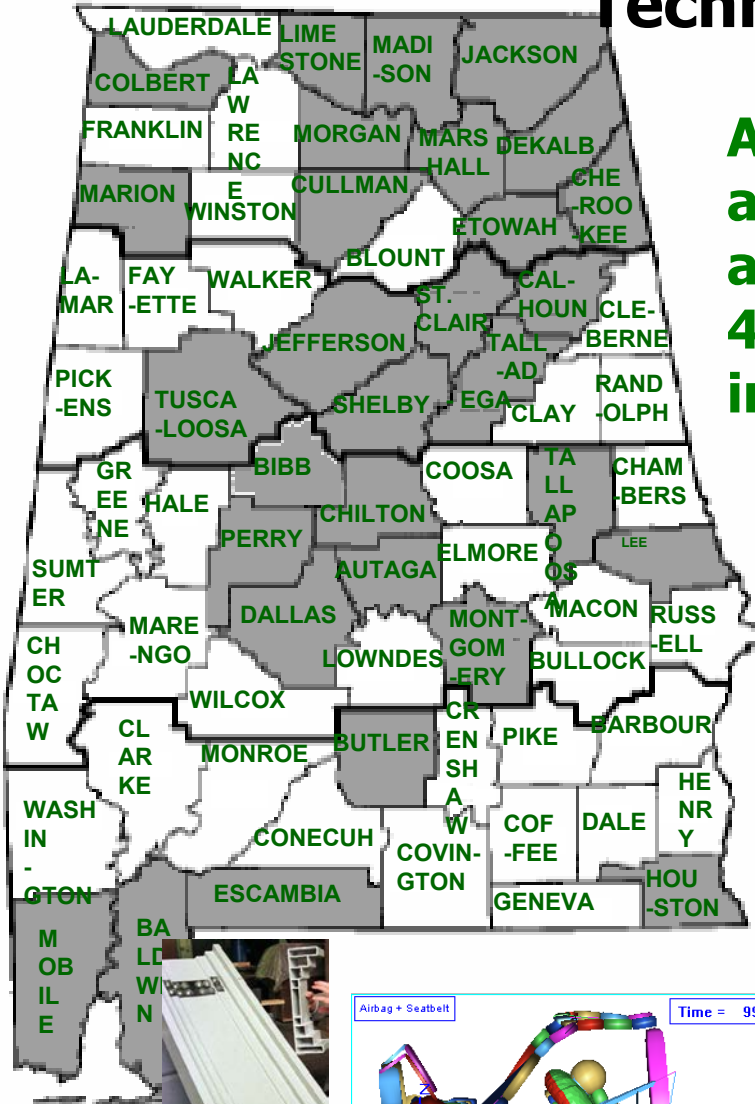 Techn
LAUDERDALE
LIME
STONE
MADI
-SON
JACKSON
COLBERT
LA
W
RE
NC
E
FRANKLIN
MORGAN
MARS
HALL
DEKALB
CHE
-ROO
-KEE
MARION
WINSTON
CULLMAN
ETOWAH
BLOUNT
LA-
MAR
FAY
-ETTE
WALKER
ST.
CLAIR
CAL-
HOUN
CLE-
BERNE
JEFFERSON
TALL
-AD
EGA
PICK
-ENS
TUSCA
-LOOSA
SHELBY
CLAY
RAND
-OLPH
GR
EE
NE
HALE
BIBB
COOSA
TA
LL
AP
O
OS
A
CHAM
-BERS
CHILTON
PERRY
ELMORE
LEE
SUMT
ER
AUTAGA
MARE
-NGO
DALLAS
MONT-
GOM
-ERY
MACON
RUSS
-ELL
CH
OC
TA
W
LOWNDES
BULLOCK
WILCOX
CL
AR
KE
MONROE
BUTLER
CR
EN
SH
A
W
PIKE
BARBOUR
WASH
IN
-
GTON
CONECUH
COVIN-
GTON
COF
-FEE
DALE
HE
NR
Y
ESCAMBIA
GENEVA
HOU
-STON
M
OB
IL
E
BA
LD
WI
N
A
a
a
4
in
Airbag + Seatbelt
Time = 99
Z